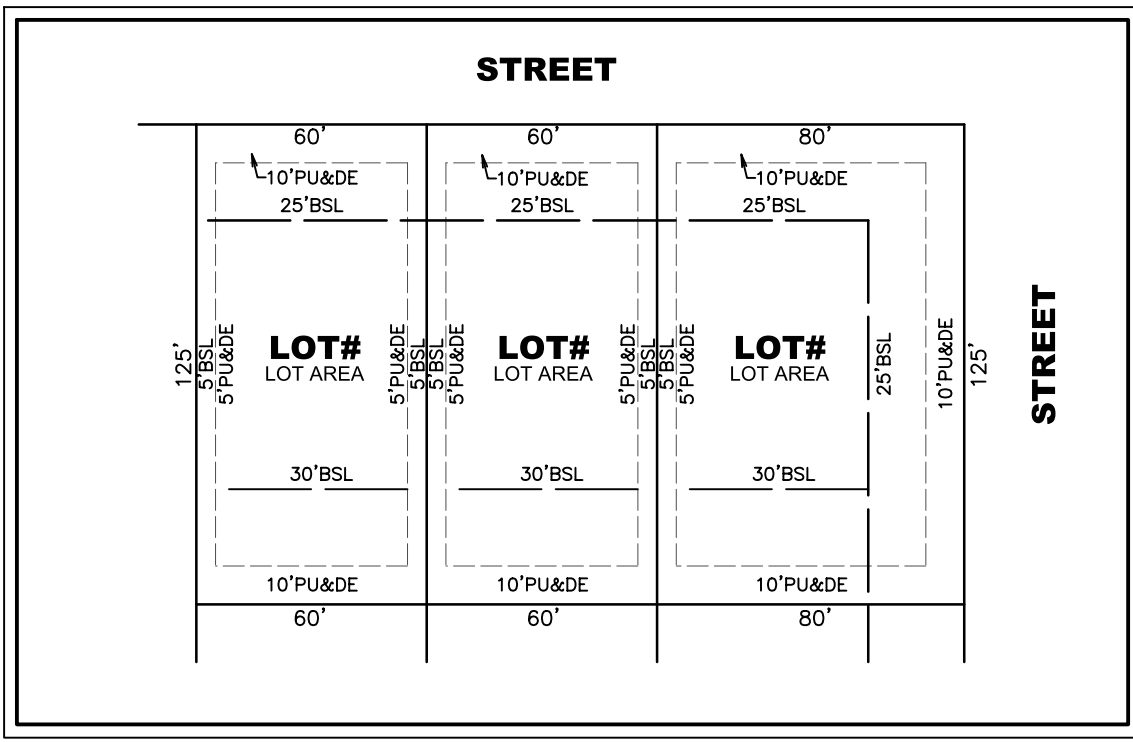 STREET
60'
60'
80'
10'PU&DE
10'PU&DE
10'PU&DE
25'BSL
25'BSL
25'BSL
125'
5'BSL
5'PU&DE
LOT#
LOT AREA
5'PU&DE
5'BSL
5'BSL
5'PU&DE
LOT#
LOT AREA
5'PU&DE
5'BSL
5'BSL
5'PU&DE
LOT#
LOT AREA
25'BSL
10'PU&DE
125'
STREET
30'BSL
30'BSL
30'BSL
10'PU&DE
10'PU&DE
10'PU&DE
60'
60'
80'